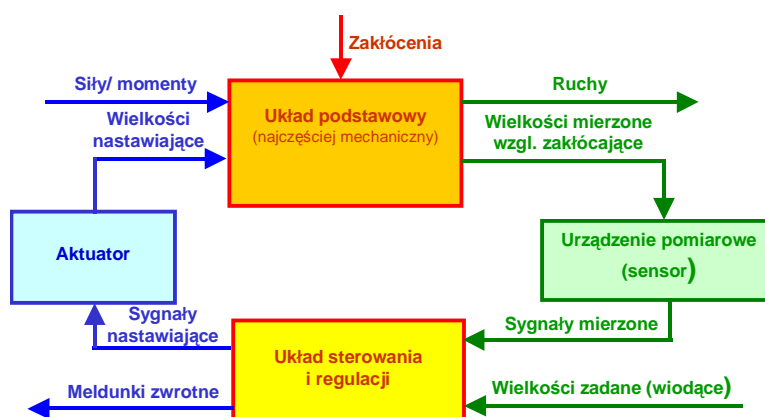 Zakłócenia
Siły/ momenty
Układ podstawowy
(najczęściej mechaniczny)
Ruchy
Wielkości
nastawiające
Wielkości mierzone
wzgl. zakłócające
Aktuator
Urządzenie pomiarowe
(sensor)
Sygnały
nastawiające
Układ sterowania
i regulacji
Sygnały mierzone
Meldunki zwrotne
Wielkości zadane (wiodące)